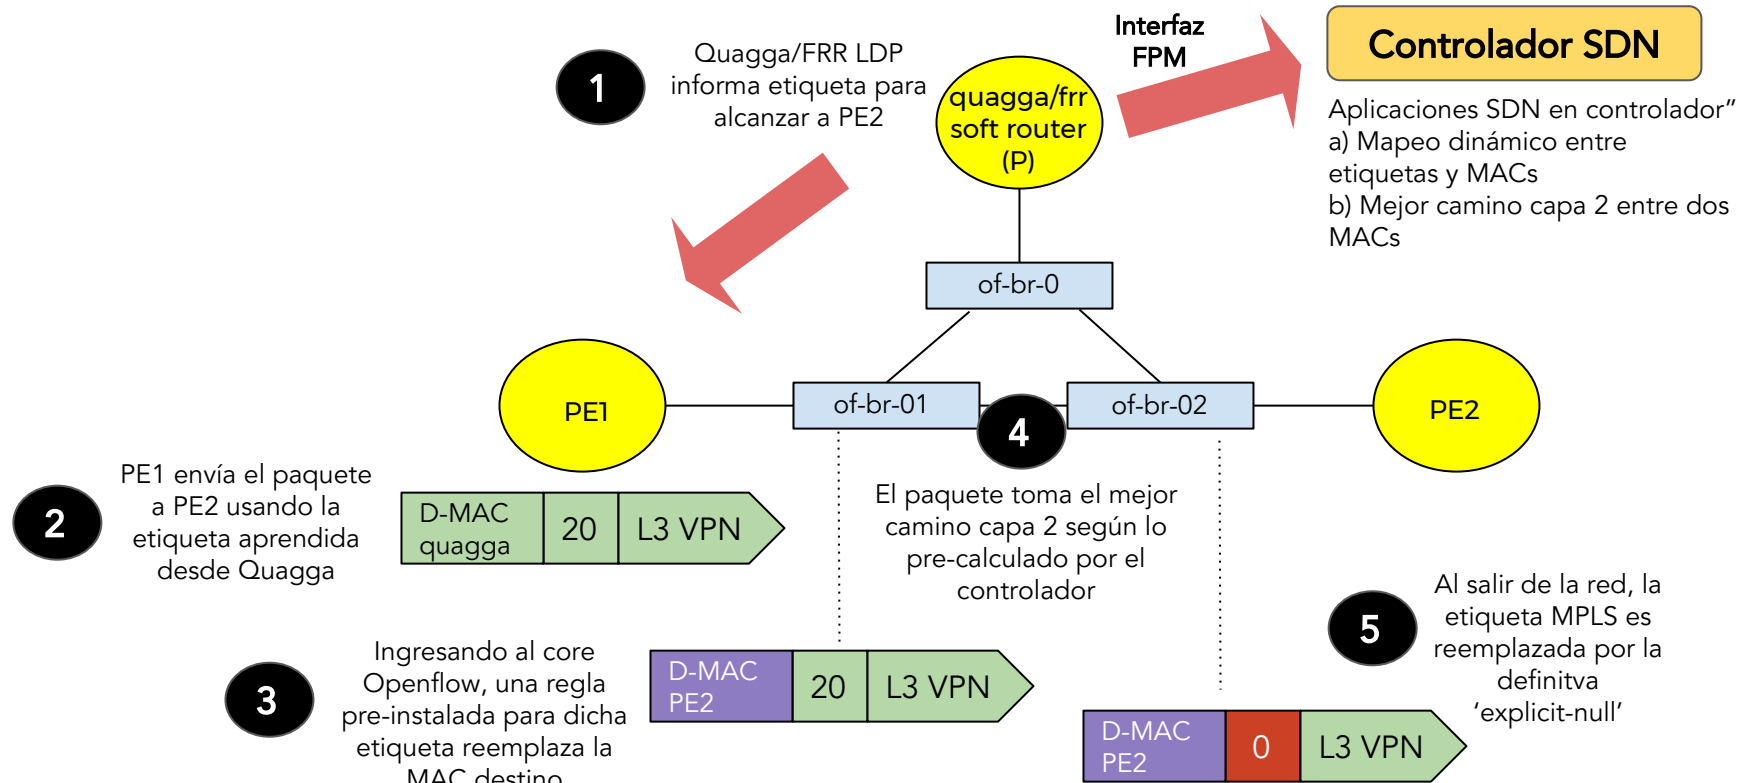 1
Quagga/FRR LDP
informa etiqueta para
alcanzar a PE2
quagga/frr
soft router
(P)
Interfaz
FPM
Controlador SDN
Aplicaciones SDN en controlador”
a) Mapeo dinámico entre
etiquetas y MACs
b) Mejor camino capa 2 entre dos
MACs
of-br-0
PE1
of-br-01
4
of-br-02
PE2
2
PE1 envía el paquete
a PE2 usando la
etiqueta aprendida
desde Quagga
D-MAC
quagga
20
L3 VPN
El paquete toma el mejor
camino capa 2 según lo
pre-calculado por el
controlador
3
Ingresando al core
Openflow, una regla
pre-instalada para dicha
etiqueta reemplaza la
MAC destino
D-MAC
PE2
20
L3 VPN
5
Al salir de la red, la
etiqueta MPLS es
reemplazada por la
definitva
‘explicit-null’
D-MAC
PE2
0
L3 VPN